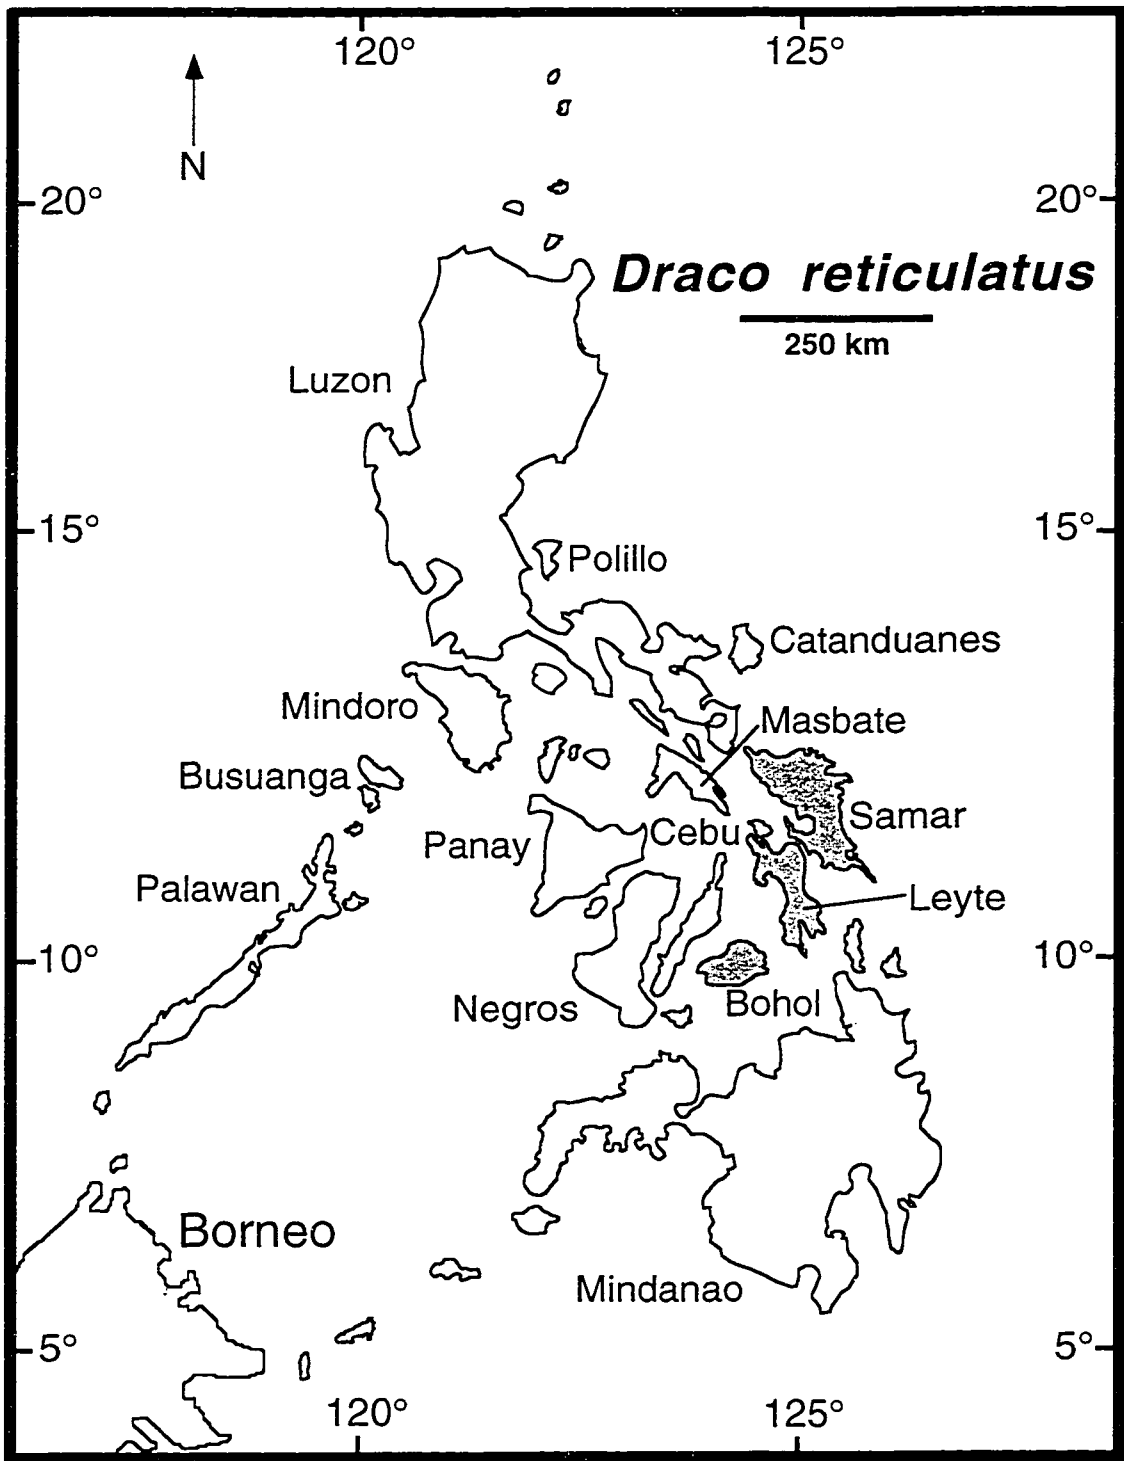 120° 125°
N
20° 20°
Draco reticulatus
250 km
Luzon
15° 15°
Polillo
Catanduanes
Mindoro
Masbate
Busuanga
Samar
Cebu
Panay
Palawan
Leyte
10° 10°
Negros
Bohol
Borneo
Mindanao
5° 5°
120° 125°